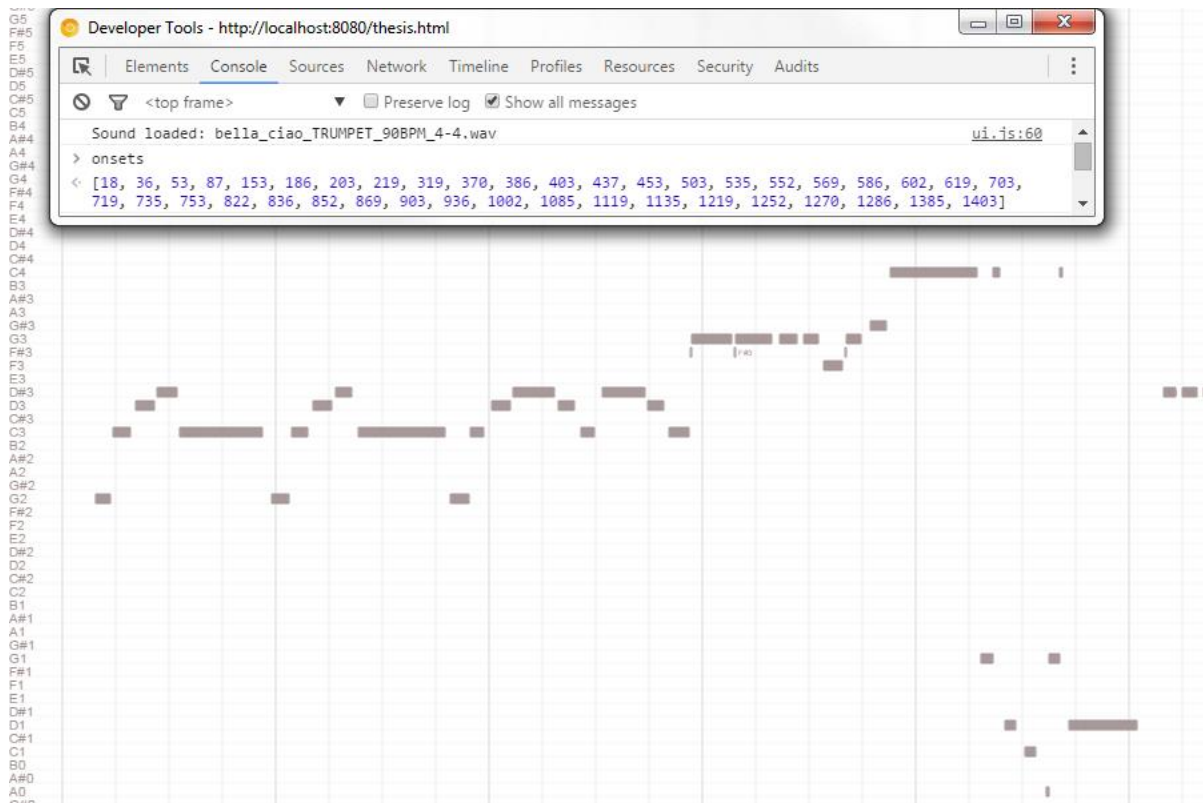 G5
F#5
F5
E5
D#5
D5
C#5
C5
B4
A#4
A4
G#4
G4
F#4
F4
E4
D#4
D4
C#4
C4
B3
A#3
A3
G#3
G3
F#3
F3
E3
D#3
D3
C#3
C3
B2
A#2
A2
G#2
G2
F#2
F2
E2
D#2
D2
C#2
C2
B1
A#1
A1
G#1
G1
F#1
F1
E1
D#1
D1
C#1
C1
B0
A#0
A0
Developer Tools - http://localhost:8080/thesis.html
Elements Console Sources Network Timeline Profiles Resources Security Audits
<top frame> ▼ Preserve log Show all messages
Sound loaded: bella_ciao_TRUMPET_90BPM_4-4.wav ui.js:60
> onsets
[18, 36, 53, 87, 153, 186, 203, 219, 319, 370, 386, 403, 437, 453, 503, 535, 552, 569, 586, 602, 619, 703,
719, 735, 753, 822, 836, 852, 869, 903, 936, 1002, 1085, 1119, 1135, 1219, 1252, 1270, 1286, 1385, 1403]